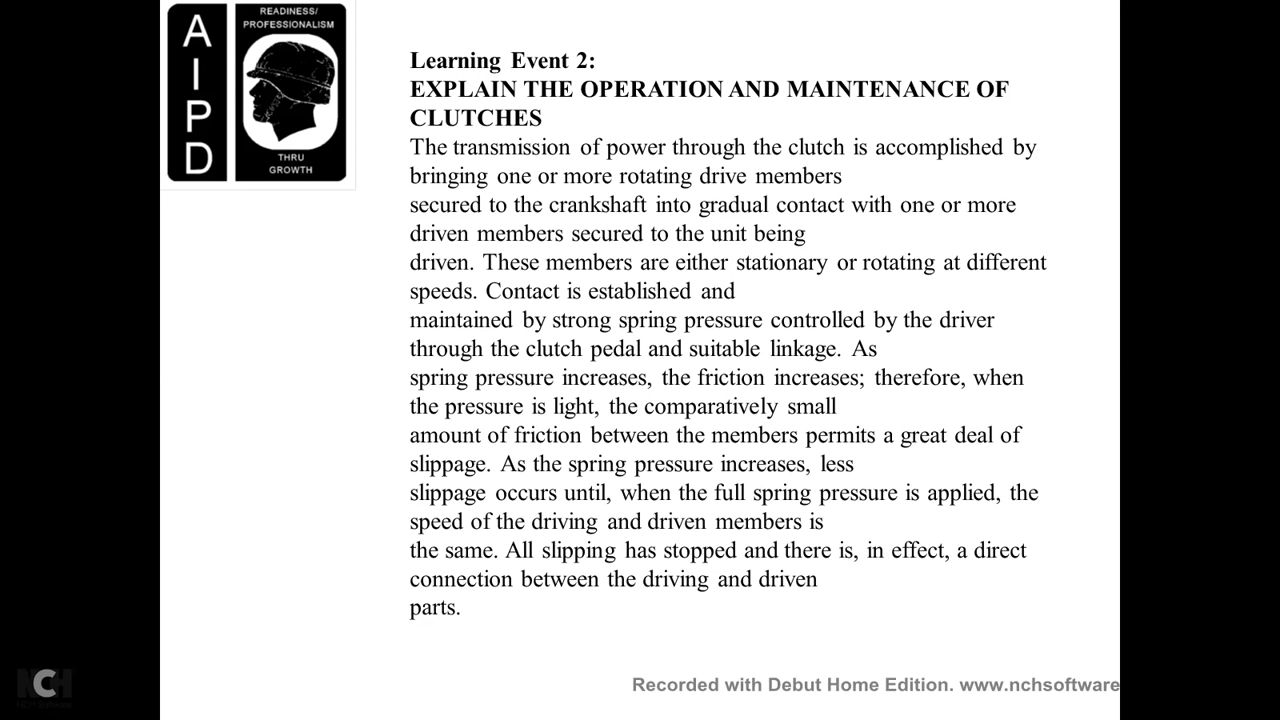 A
I
P
D
READINESS/
PROFESSIONALISM
THRU
GROWTH
Learning Event 2:
EXPLAIN THE OPERATION AND MAINTENANCE OF
CLUTCHES
The transmission of power through the clutch is accomplished by
bringing one or more rotating drive members
secured to the crankshaft into gradual contact with one or more
driven members secured to the unit being
driven. These members are either stationary or rotating at different
speeds. Contact is established and
maintained by strong spring pressure controlled by the driver
through the clutch pedal and suitable linkage. As
spring pressure increases, the friction increases; therefore, when
the pressure is light, the comparatively small
amount of friction between the members permits a great deal of
slippage. As the spring pressure increases, less
slippage occurs until, when the full spring pressure is applied, the
speed of the driving and driven members is
the same. All slipping has stopped and there is, in effect, a direct
connection between the driving and driven
parts.
NCH
NCH Software
Recorded with Debut Home Edition. www.nchsoftware